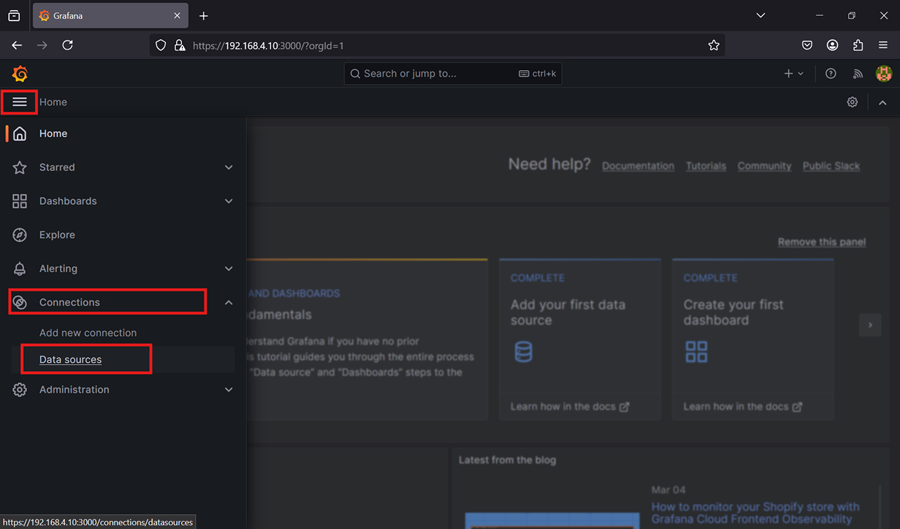 Grafana
https://192.168.4.10:3000/?orgId=1
Search or jump to...
ctrl+k
Home
Home
Starred
Dashboards
Explore
Alerting
Connections
Add new connection
Data sources
Administration
Need help?
Documentation
Tutorials
Community
Public Slack
Remove this panel
AND DASHBOARDS
damentals
erstand Grafana if you have no prior
is tutorial guides you through the entire process
"Data source" and "Dashboards" steps to the
COMPLETE
Add your first data
source
Learn how in the docs
COMPLETE
Create your first
dashboard
Learn how in the docs
Latest from the blog
Mar 04
How to monitor your Shopify store with
Grafana Cloud Frontend Observability
https://192.168.4.10:3000/connections/datasources